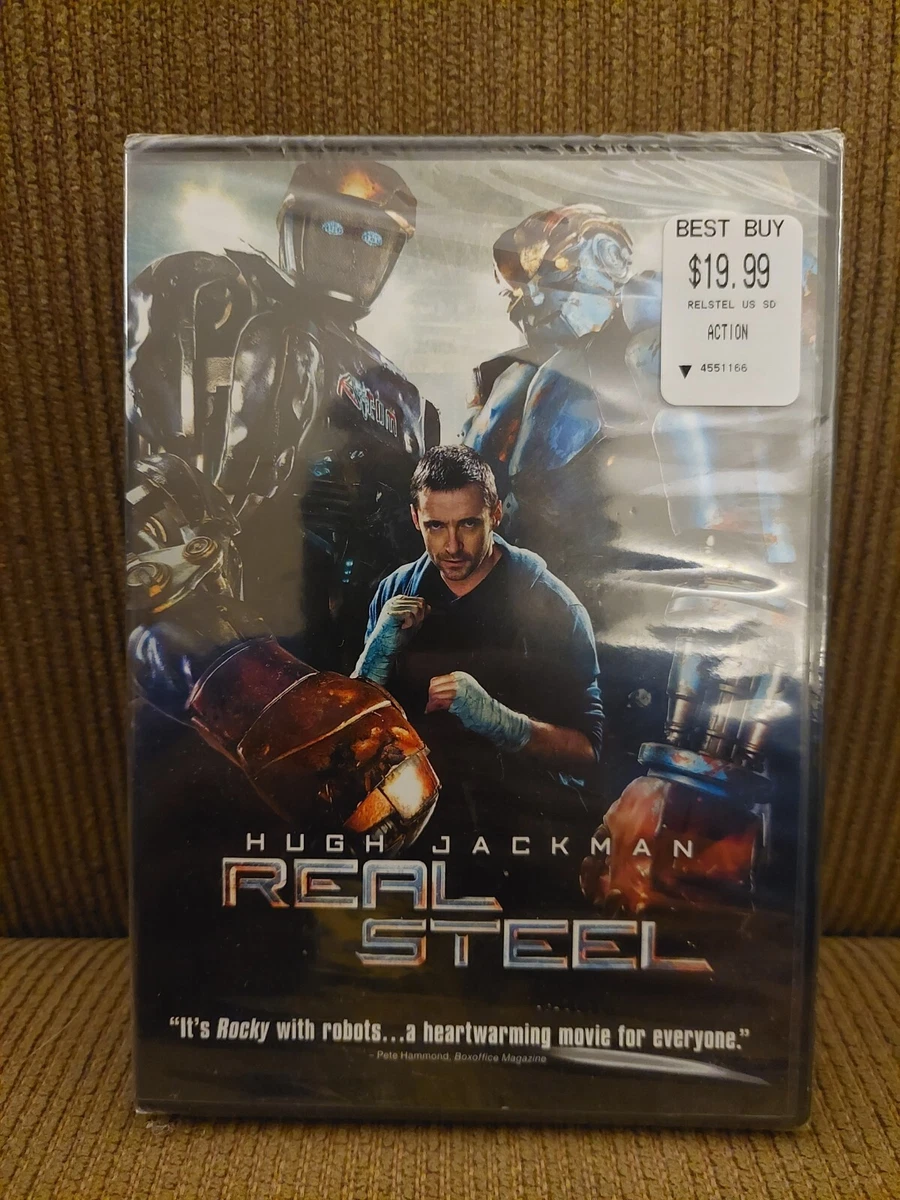 BEST BUY
$19.99
RELSTEL US SD
ACTION
▼ 4551166
HUGH JACKMAN
REAL
STEEL
“It's Rocky with robots...a heartwarming movie for everyone.”
- Pete Hammond, Boxoffice Magazine